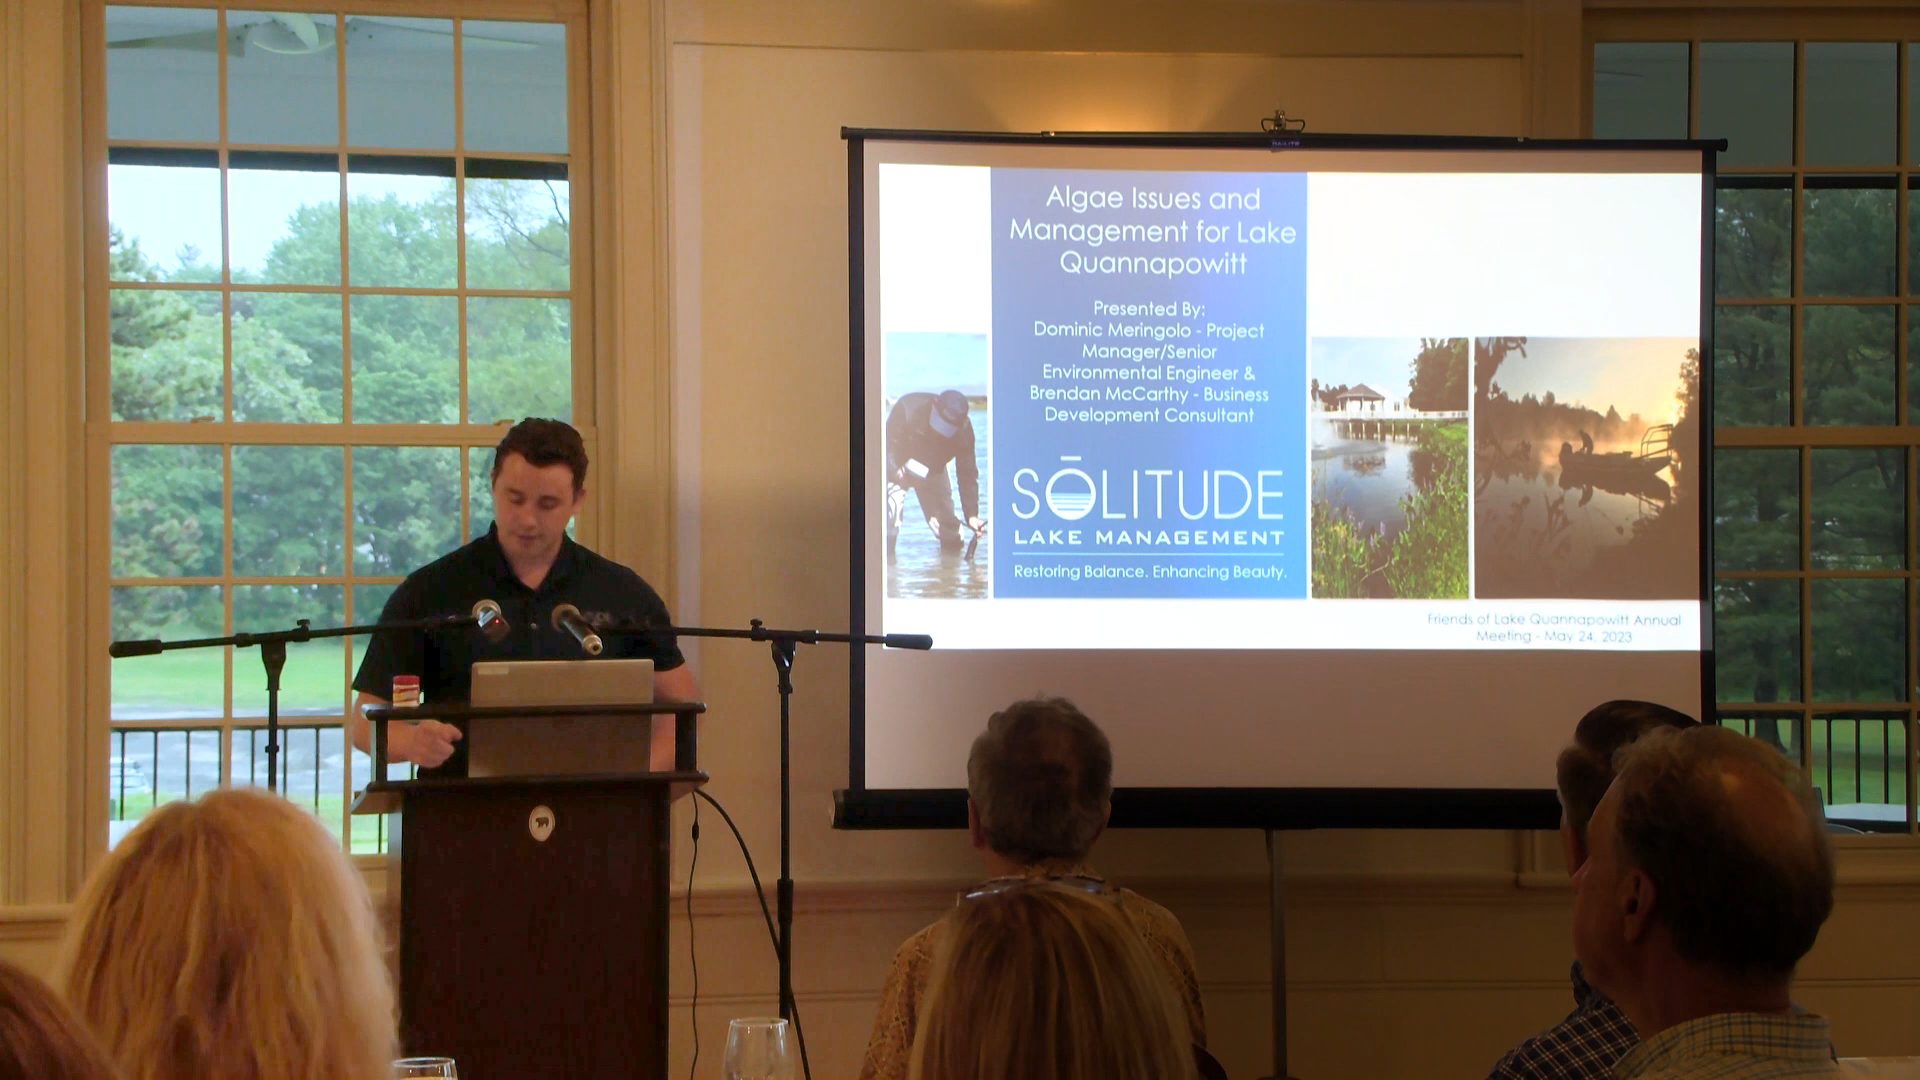 Algae Issues and
Management for Lake
Quannapowitt
Presented By:
Dominic Meringolo - Project
Manager/Senior
Environmental Engineer &
Brendan McCarthy - Business
Development Consultant
SŌLITUDE
LAKE MANAGEMENT
Restoring Balance. Enhancing Beauty.
Friends of Lake Quannapowitt Annual
Meeting - May 24, 2023